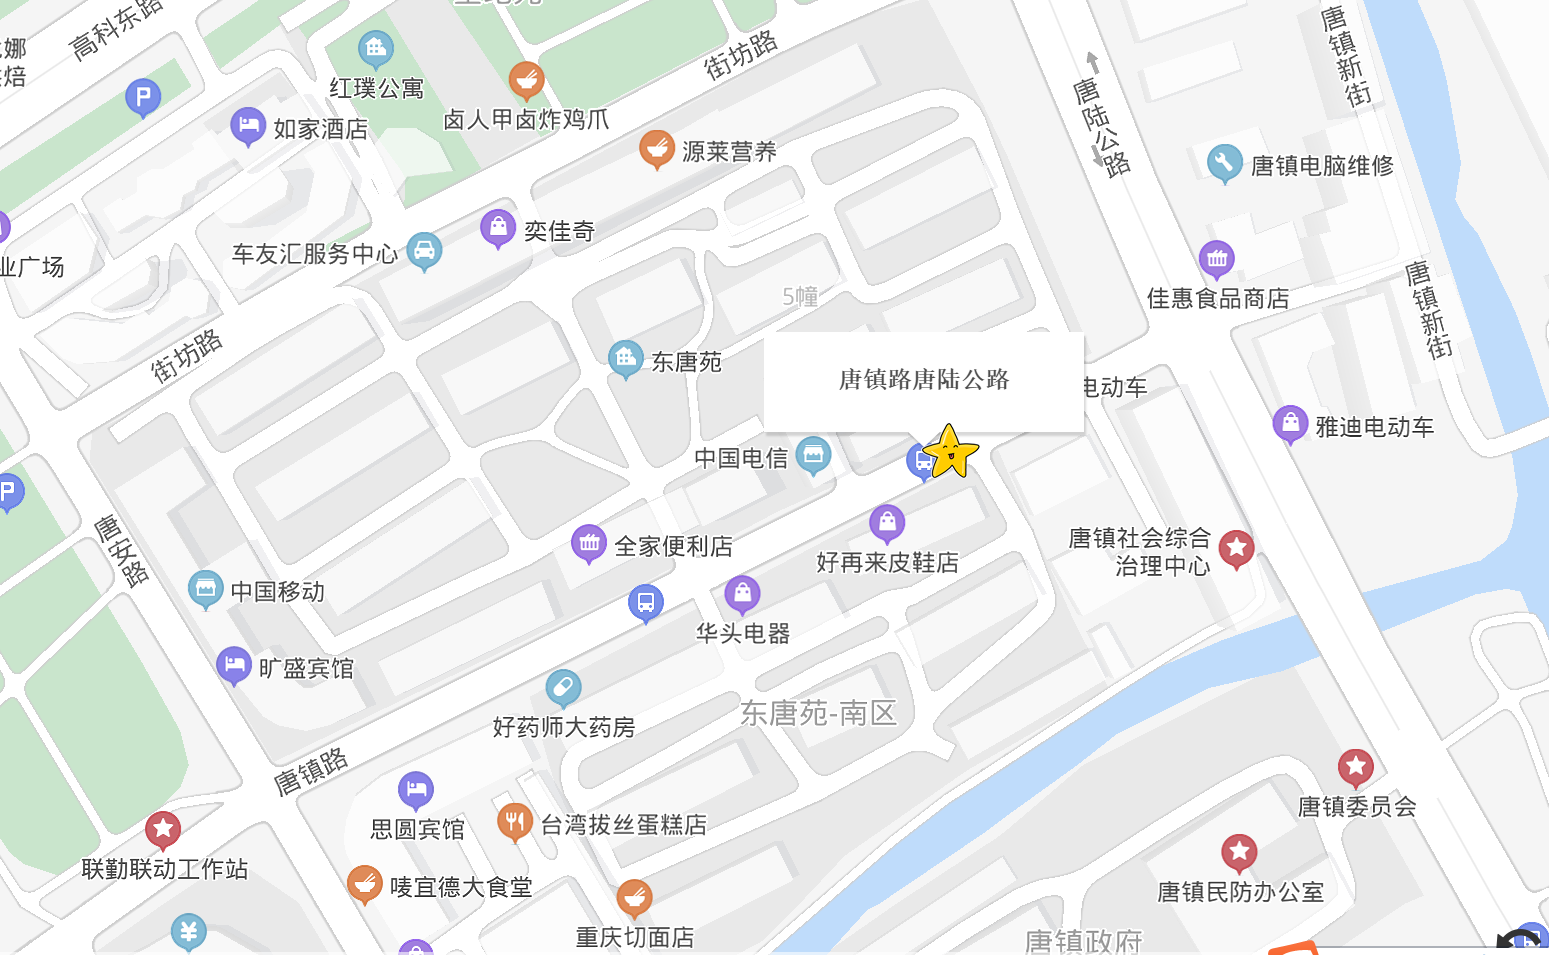 高科东路
红璞公寓
街坊路
卤人甲卤炸鸡爪
如家酒店
源莱营养
唐陆公路
唐镇新街
唐镇电脑维修
奕佳奇
车友汇服务中心
业广场
佳惠食品商店
5幢
唐镇新街
街坊路
东唐苑
唐镇路唐陆公路
电动车
雅迪电动车
中国电信
P
P
唐安路
全家便利店
好再来皮鞋店
唐镇社会综合
治理中心
中国移动
华头电器
旷盛宾馆
好药师大药房
东唐苑-南区
唐镇路
思圆宾馆
台湾拔丝蛋糕店
唐镇委员会
联勤联动工作站
唛宜德大食堂
唐镇民防办公室
重庆切面店
唐镇政府
¥